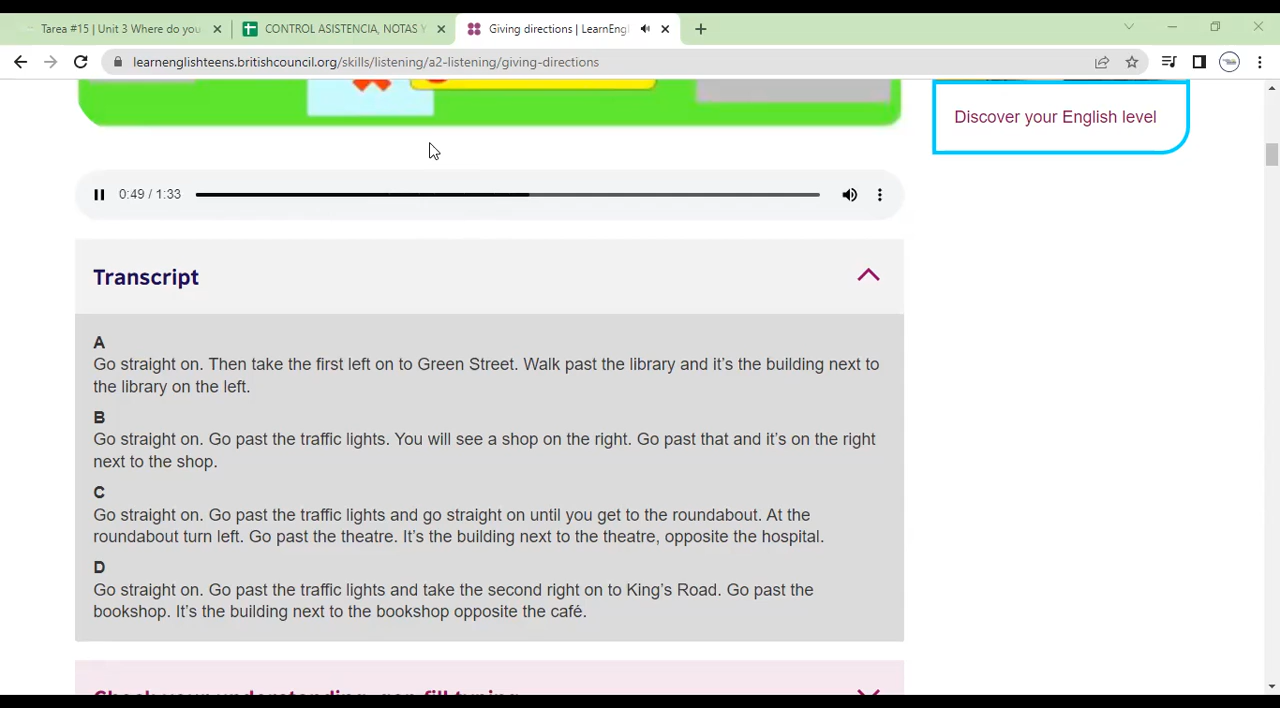 Tarea #15 | Unit 3 Where do you
CONTROL ASISTENCIA, NOTAS Y
Giving directions | LearnEngli
learnenglishteens.britishcouncil.org/skills/listening/a2-listening/giving-directions
Discover your English level
0:49 / 1:33
Transcript
A
Go straight on. Then take the first left on to Green Street. Walk past the library and it's the building next to
the library on the left.
B
Go straight on. Go past the traffic lights. You will see a shop on the right. Go past that and it's on the right
next to the shop.
C
Go straight on. Go past the traffic lights and go straight on until you get to the roundabout. At the
roundabout turn left. Go past the theatre. It's the building next to the theatre, opposite the hospital.
D
Go straight on. Go past the traffic lights and take the second right on to King's Road. Go past the
bookshop. It's the building next to the bookshop opposite the café.
Check your understanding: gap fill typing